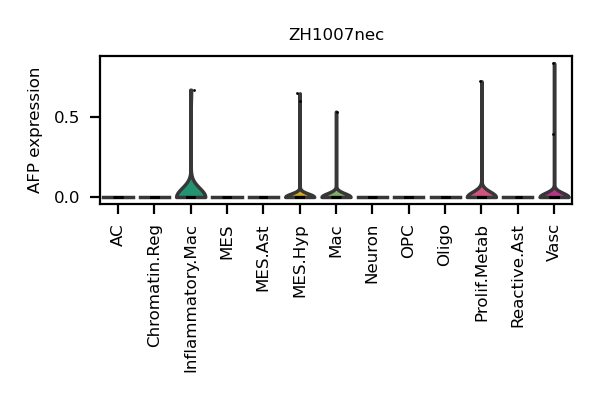 ZH1007nec
AFP expression
0.5
0.0
AC
Chromatin.Reg
Inflammatory.Mac
MES
MES.Ast
MES.Hyp
Mac
Neuron
OPC
Oligo
Prolif.Metab
Reactive.Ast
Vasc